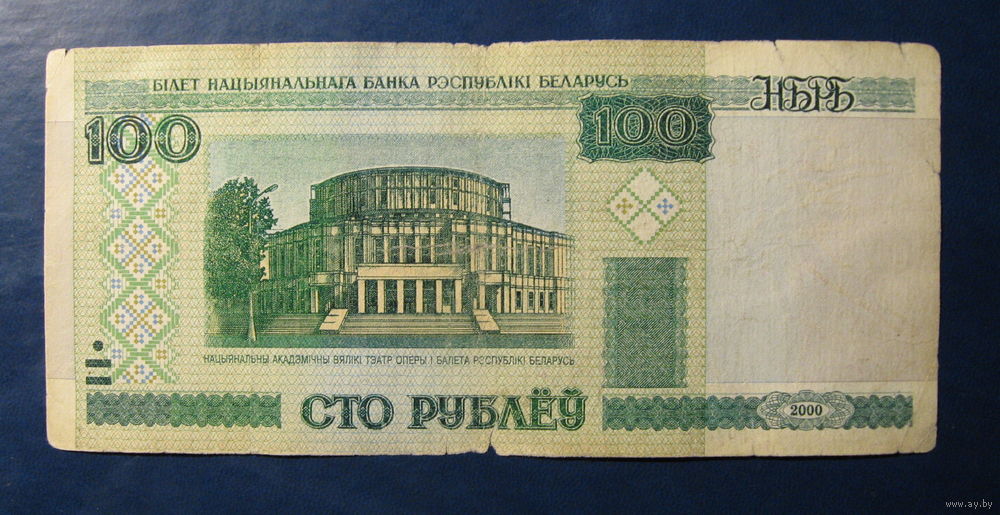 БІЛЕТ НАЦЫЯНАЛЬНАГА БАНКА РЭСПУБЛІКІ БЕЛАРУСЬ
НБРБ
100
100
НАЦЫЯНАЛЬНЫ АКАДЭМІЧНЫ ВЯЛІКІ ТЭАТР ОПЕРЫ І БАЛЕТА РЭСПУБЛІКІ БЕЛАРУСЬ
СТО РУБЛЁЎ
2000
www.ay.by